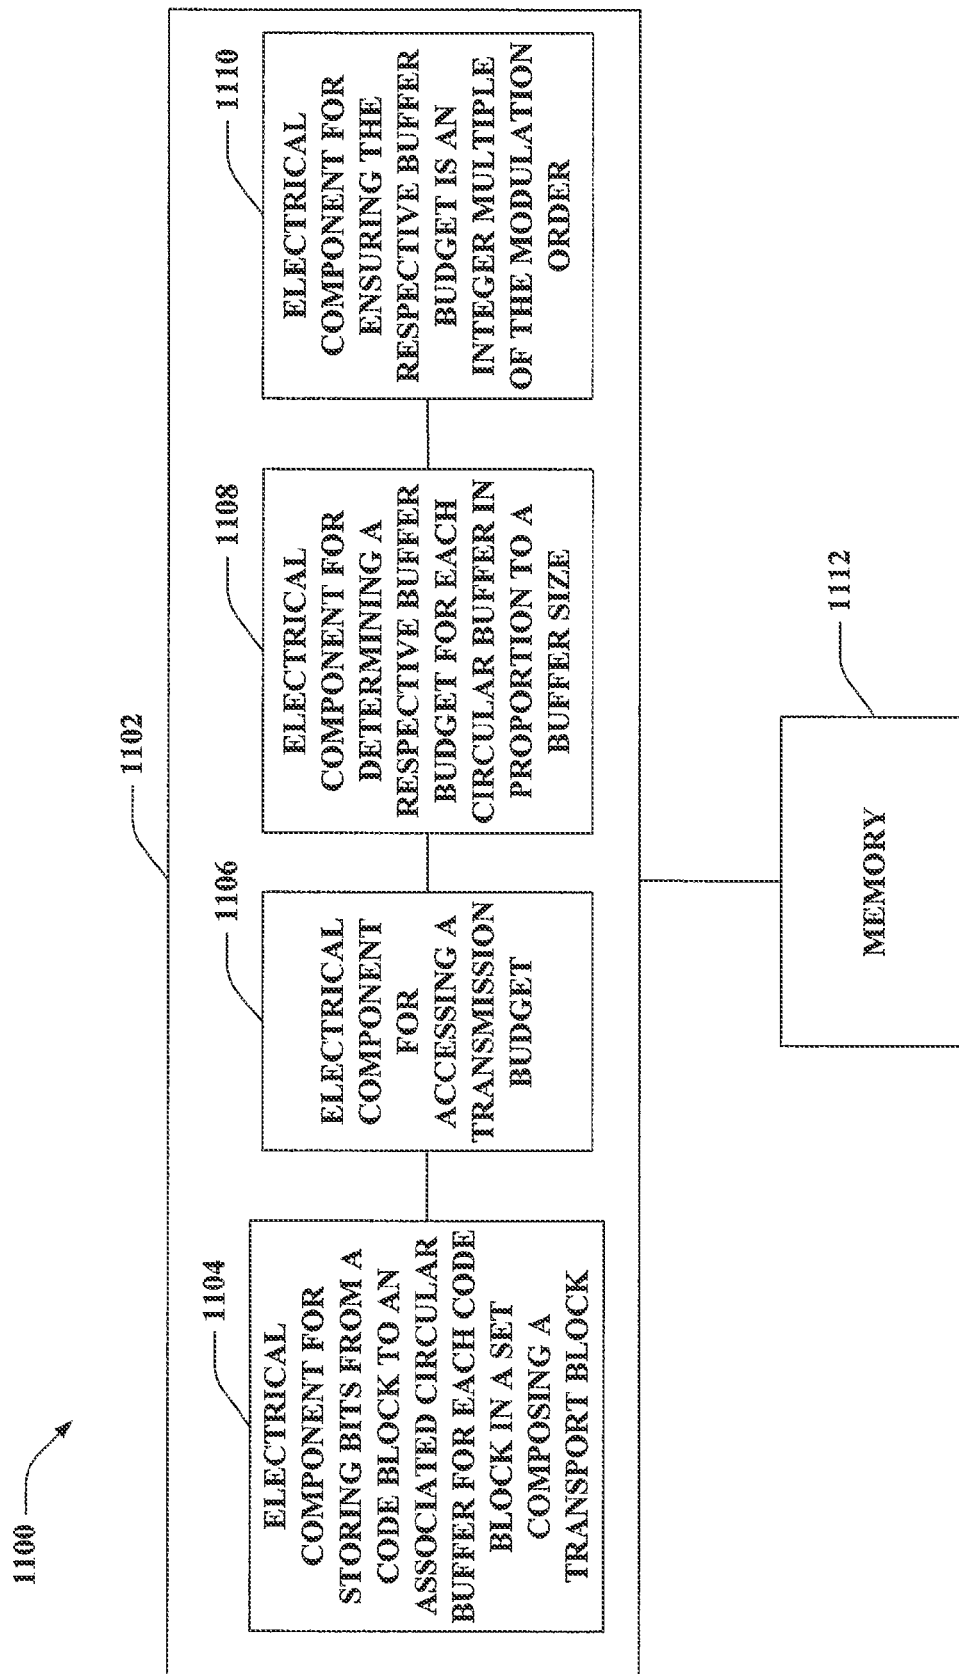 1100
1102
1104
ELECTRICAL
COMPONENT FOR
STORING BITS FROM A
CODE BLOCK TO AN
ASSOCIATED CIRCULAR
BUFFER FOR EACH CODE
BLOCK IN A SET
COMPOSING A
TRANSPORT BLOCK
1106
ELECTRICAL
COMPONENT
FOR
ACCESSING A
TRANSMISSION
BUDGET
1108
ELECTRICAL
COMPONENT FOR
DETERMINING A
RESPECTIVE BUFFER
BUDGET FOR EACH
CIRCULAR BUFFER IN
PROPORTION TO A
BUFFER SIZE
1110
ELECTRICAL
COMPONENT FOR
ENSURING THE
RESPECTIVE BUFFER
BUDGET IS AN
INTEGER MULTIPLE
OF THE MODULATION
ORDER
1112
MEMORY